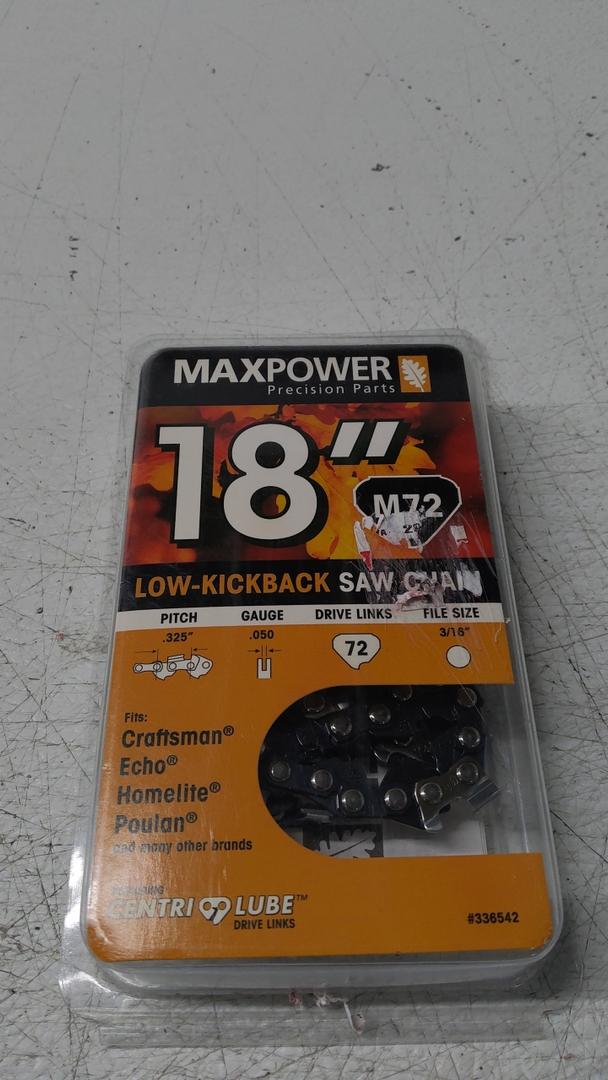 MAXPOWER
Precision Parts
18"
M72
LOW-KICKBACK SAW CHAIN
PITCH GAUGE DRIVE LINKS FILE SIZE
.325" .050 72 3/16"
Fits:
Craftsman®
Echo®
Homelite®
Poulan®
and many other brands
CENTRI LUBE™
DRIVE LINKS
#336542